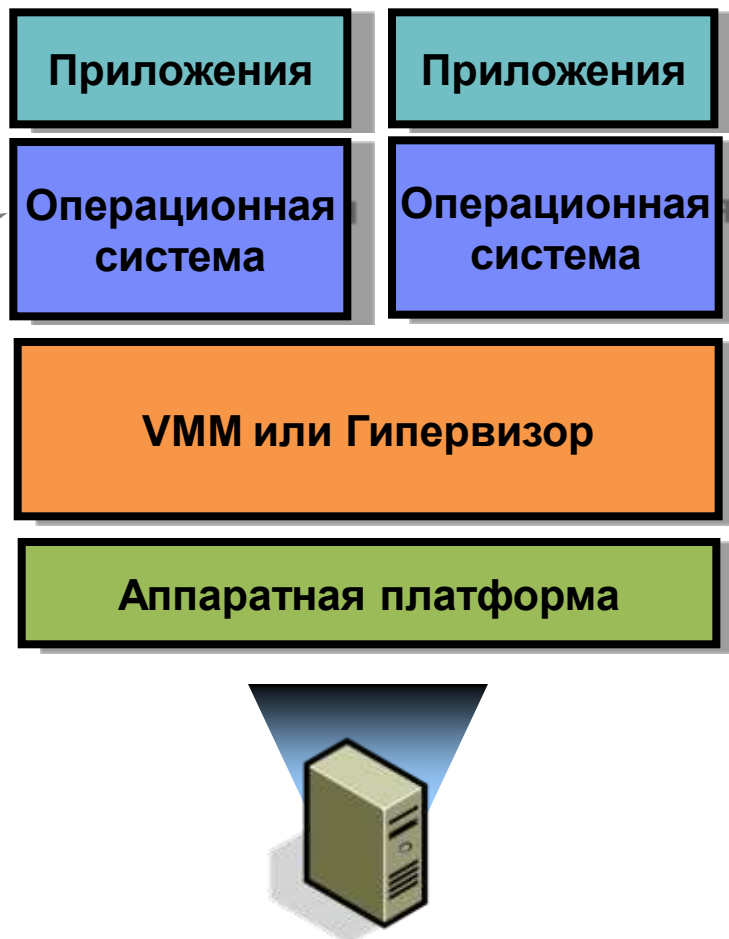 Приложения
Приложения
Операционная
система
Операционная
система
VMM или Гипервизор
Аппаратная платформа